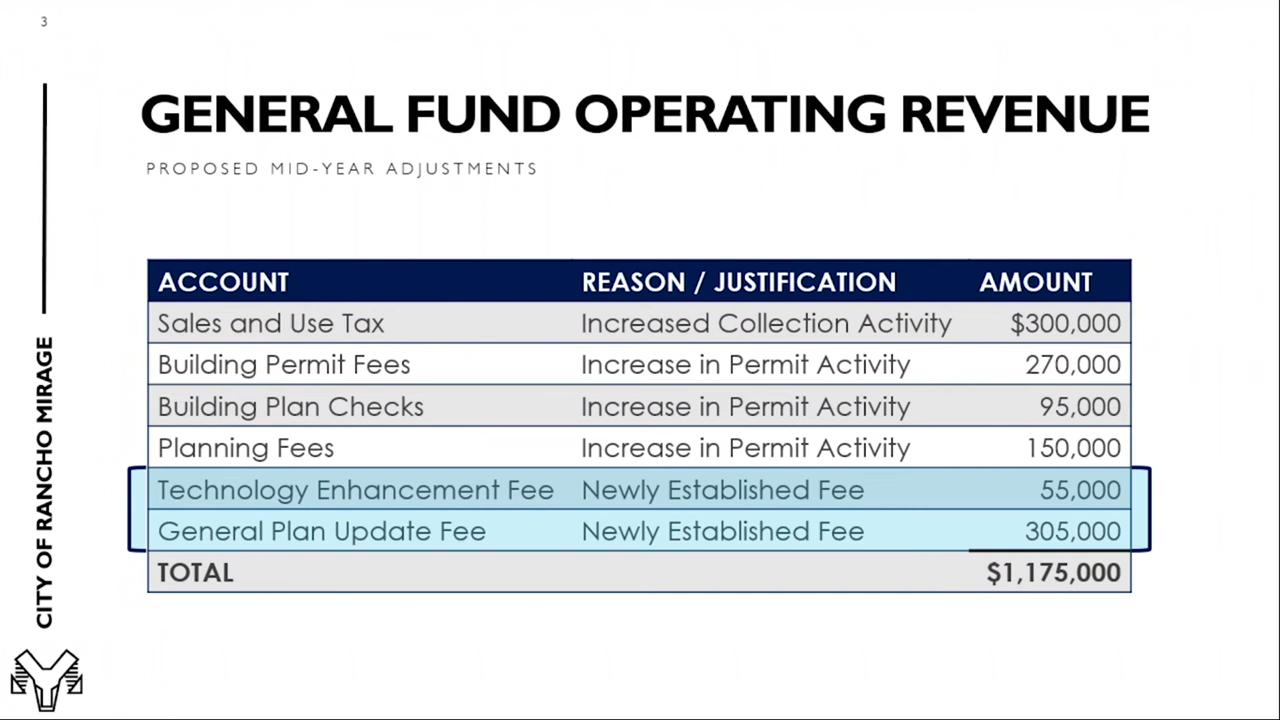 3
GENERAL FUND OPERATING REVENUE
PROPOSED MID-YEAR ADJUSTMENTS
ACCOUNT REASON / JUSTIFICATION AMOUNT
Sales and Use Tax Increased Collection Activity $300,000
Building Permit Fees Increase in Permit Activity 270,000
Building Plan Checks Increase in Permit Activity 95,000
Planning Fees Increase in Permit Activity 150,000
Technology Enhancement Fee Newly Established Fee 55,000
General Plan Update Fee Newly Established Fee 305,000
TOTAL $1,175,000
CITY OF RANCHO MIRAGE